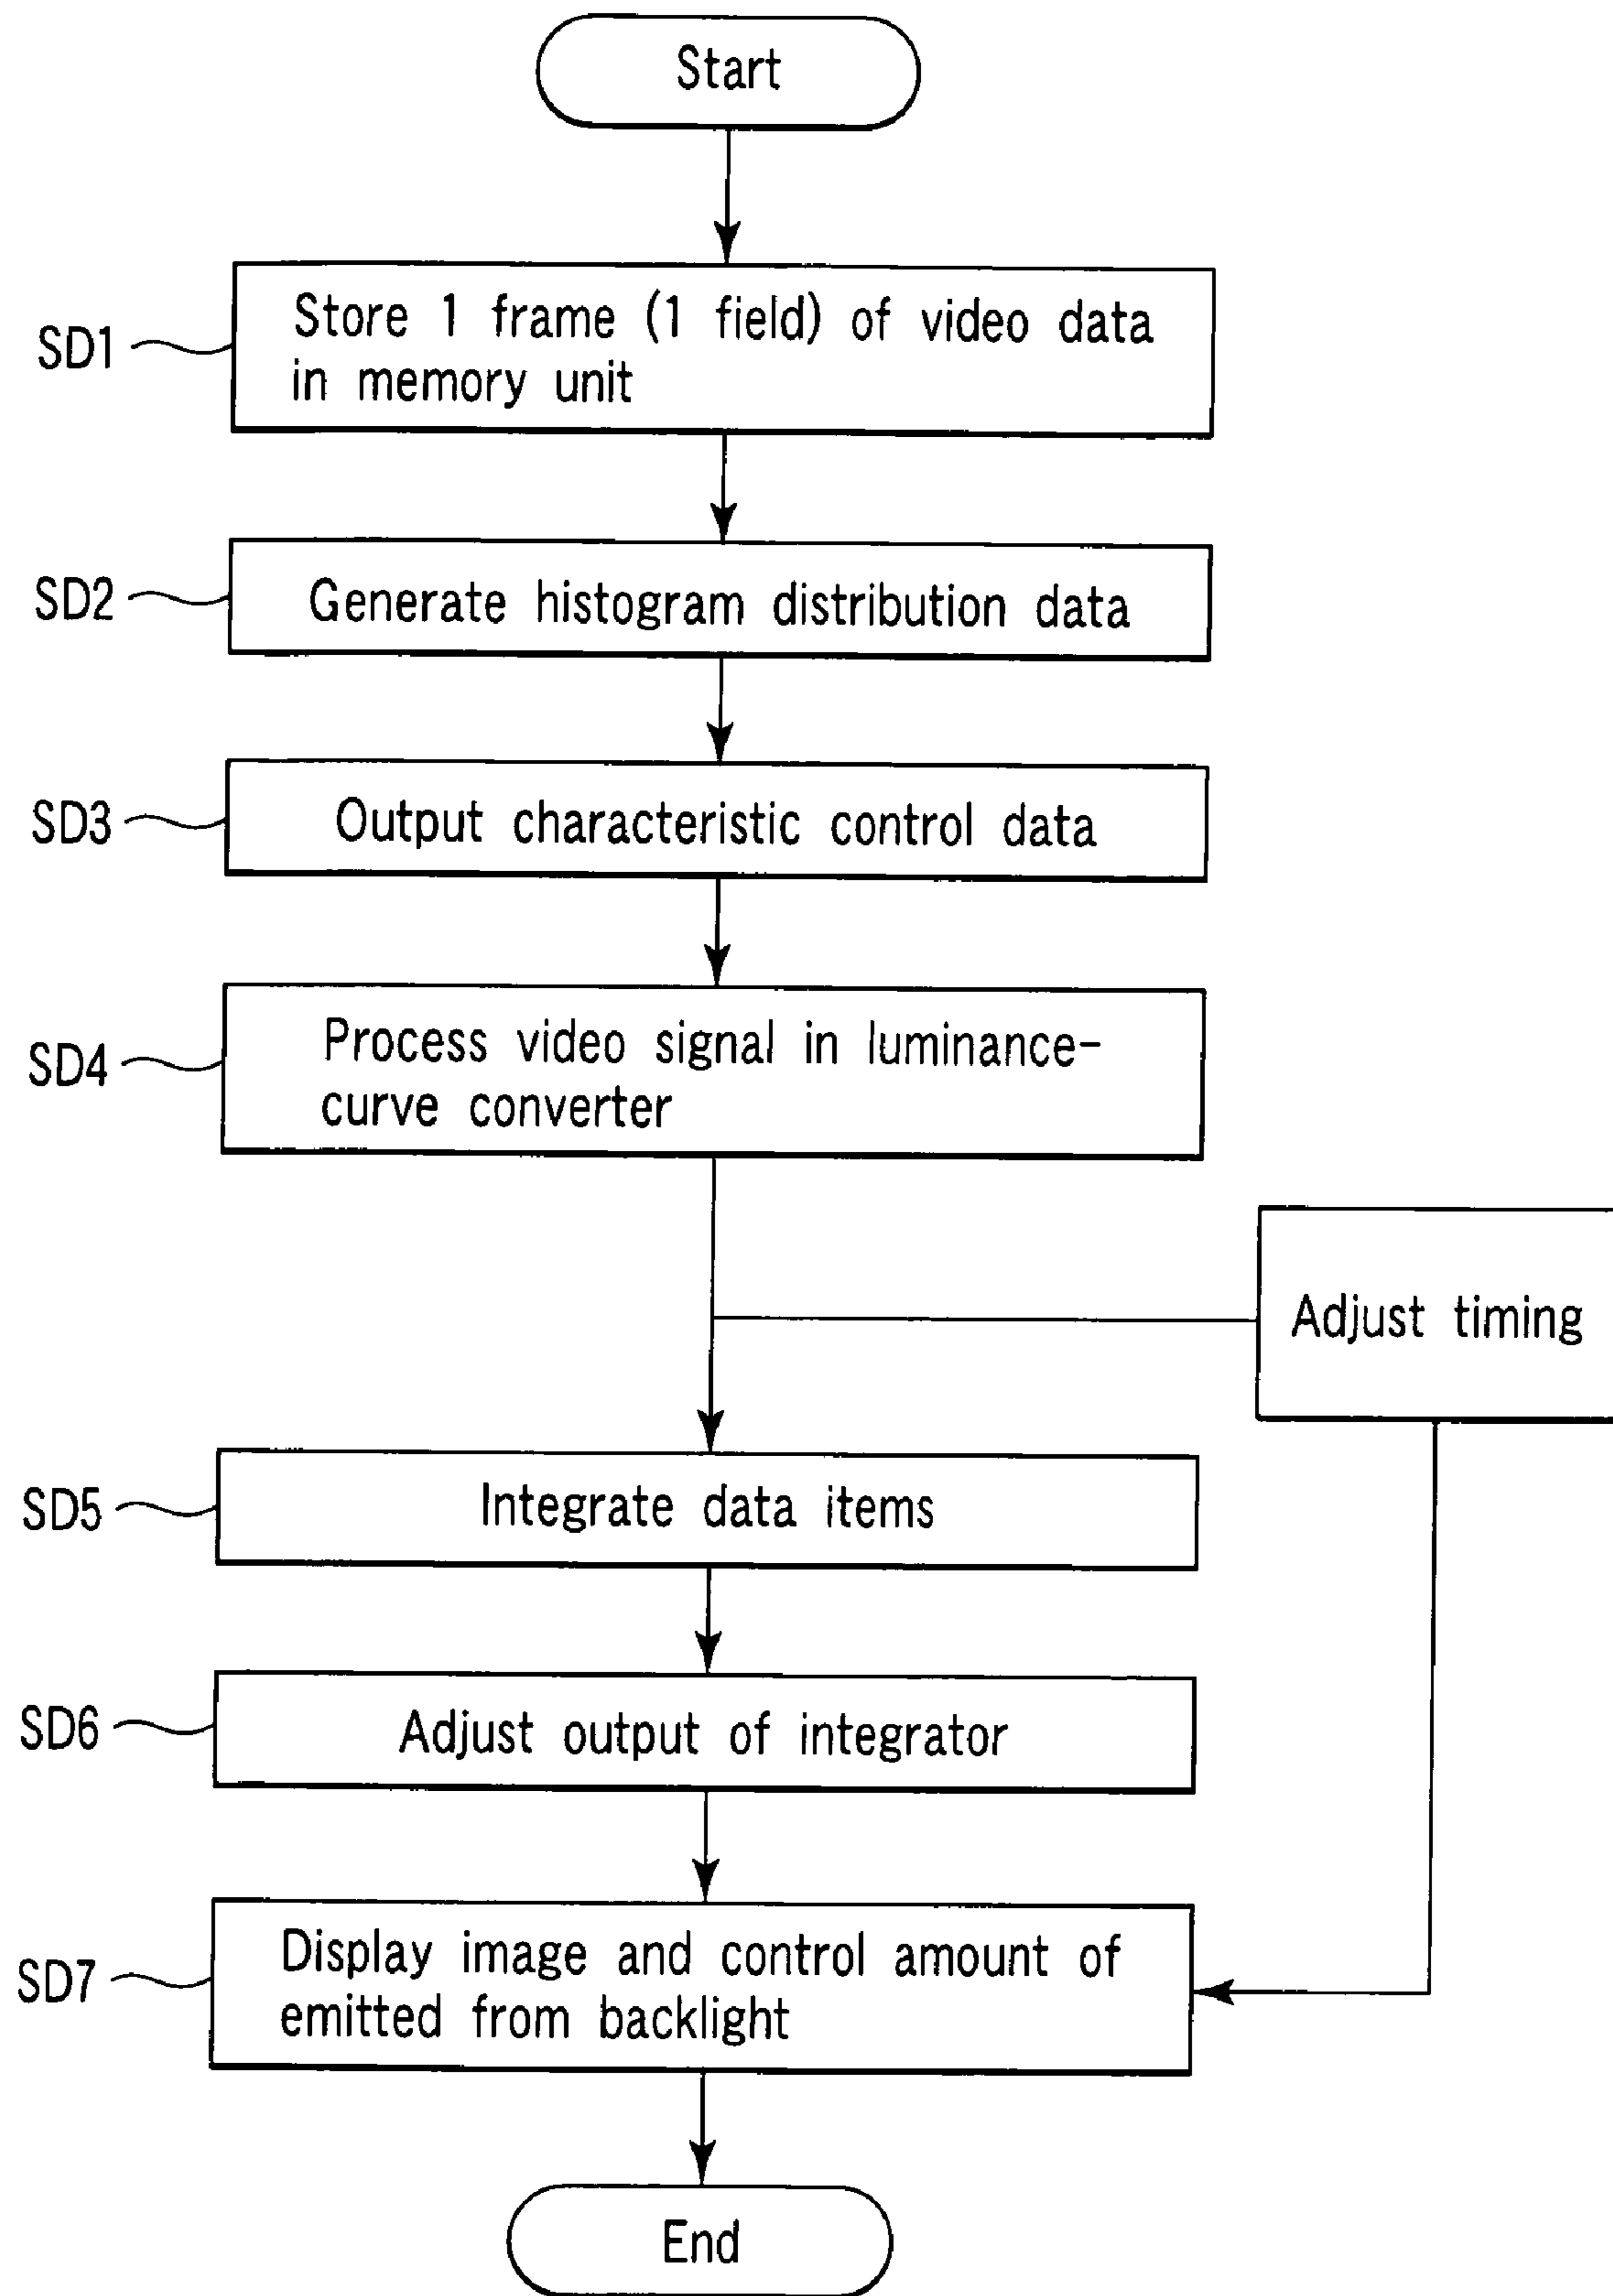 Start
SD1
Store 1 frame (1 field) of video data
in memory unit
SD2
Generate histogram distribution data
SD3
Output characteristic control data
SD4
Process video signal in luminance-
curve converter
Adjust timing
SD5
Integrate data items
SD6
Adjust output of integrator
SD7
Display image and control amount of
emitted from backlight
End